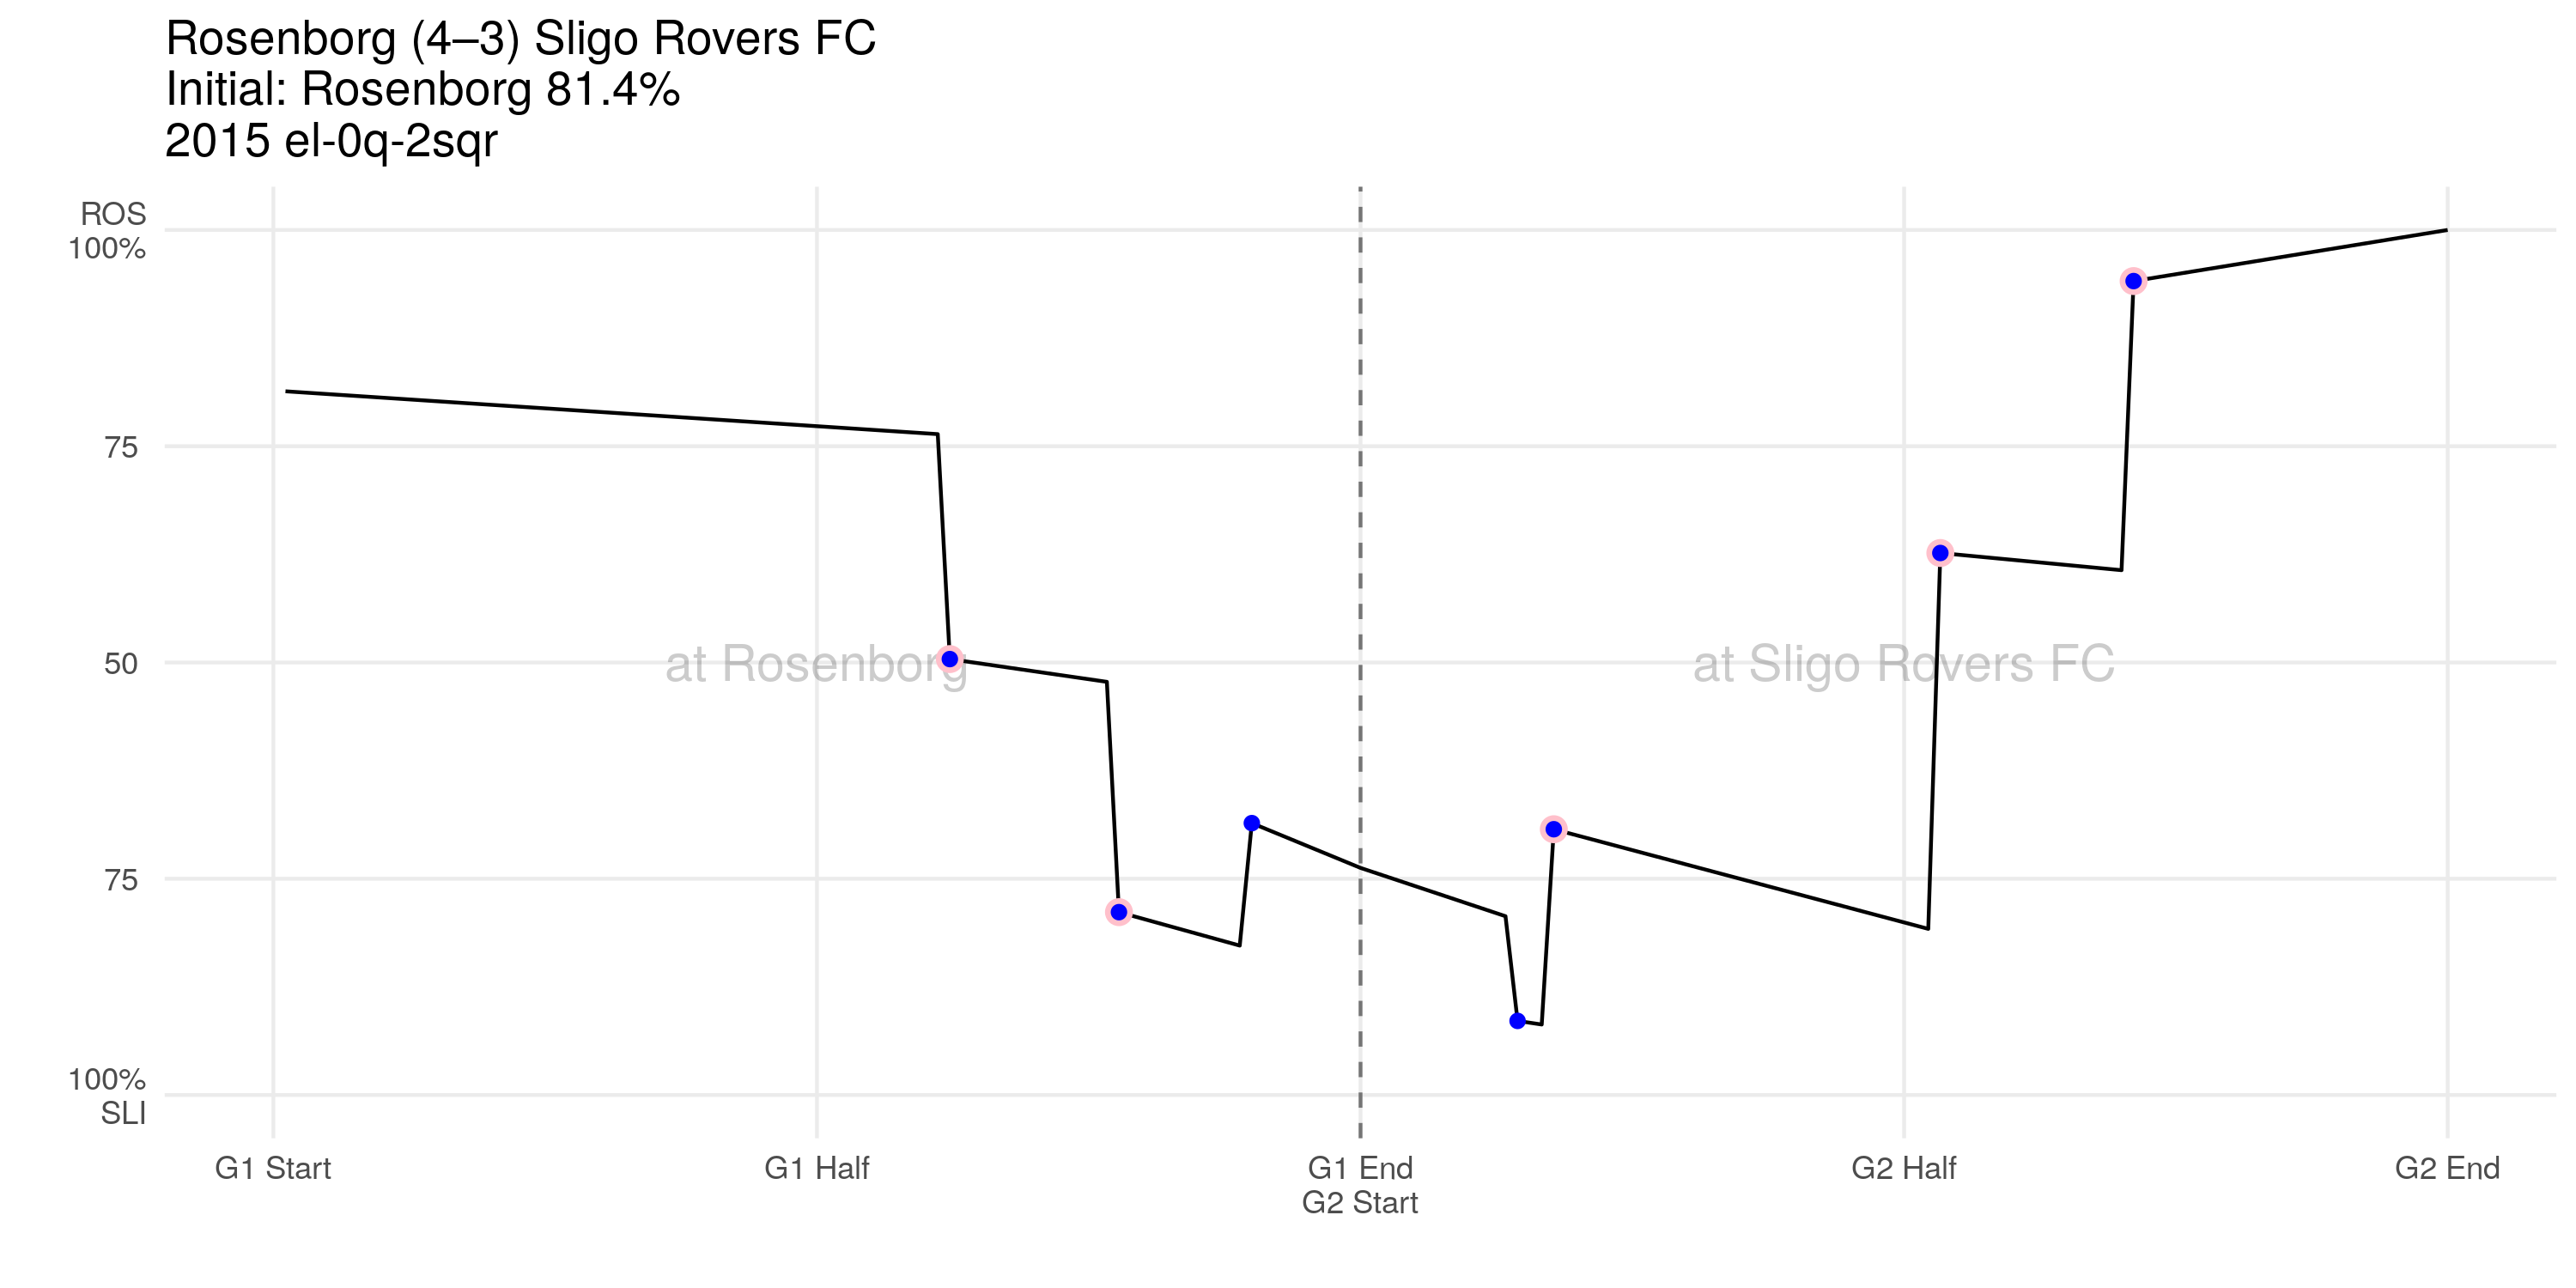 Rosenborg (4–3) Sligo Rovers FC
Initial: Rosenborg 81.4%
2015 el-0q-2sqr
ROS
100%
75
50
75
100%
SLI
at Rosenborg
at Sligo Rovers FC
G1 Start
G1 Half
G1 End
G2 Start
G2 Half
G2 End